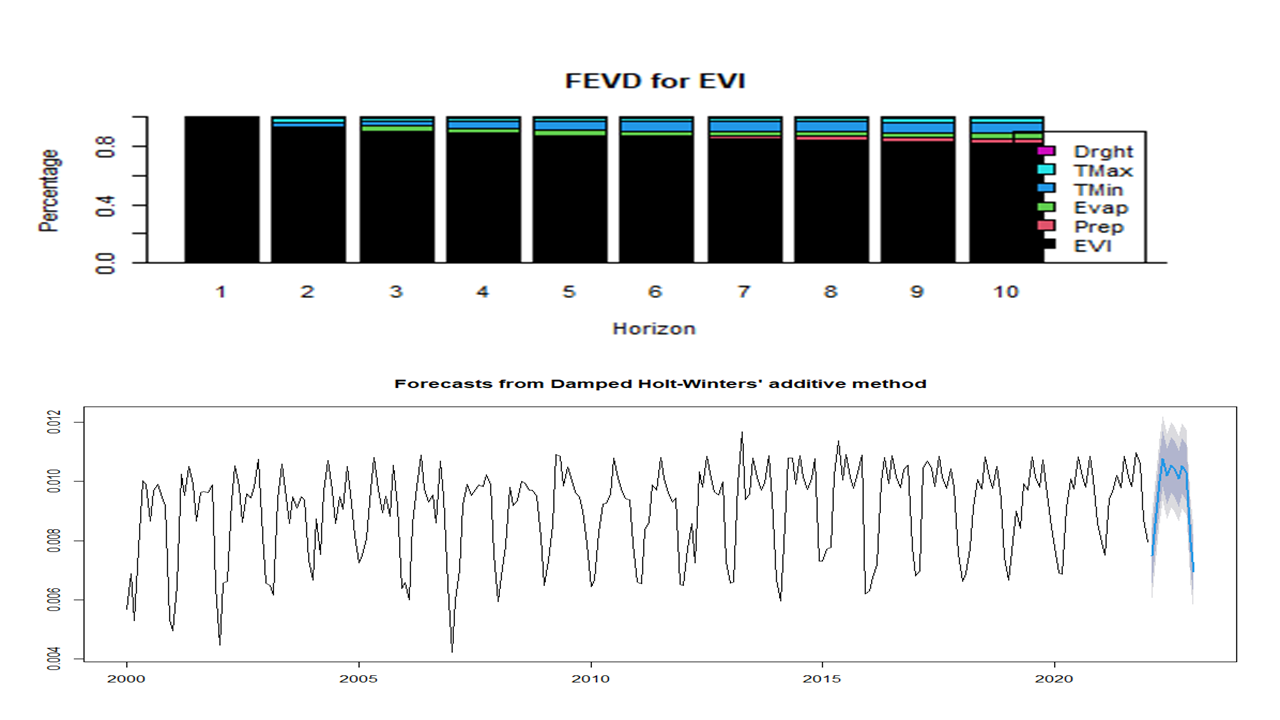 FEVD for EVI
Percentage
0.8
0.4
0.0
Drght
TMax
TMin
Evap
Prep
EVI
1 2 3 4 5 6 7 8 9 10
Horizon
Forecasts from Damped Holt-Winters' additive method
0.012
0.010
0.008
0.006
0.004
2000 2005 2010 2015 2020